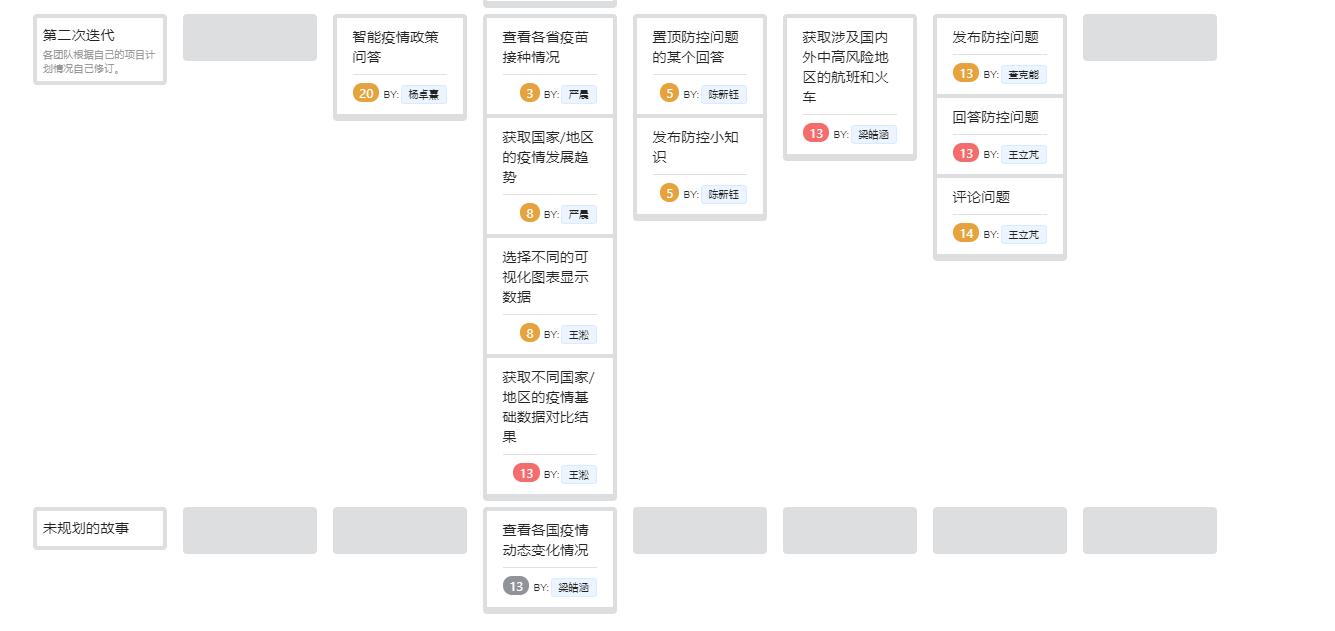 第二次迭代
各团队根据自己的项目计
划情况自己修订。
智能疫情政策
问答
20 BY: 杨卓熹
查看各省疫苗
接种情况
3 BY: 严晨
获取国家/地区
的疫情发展趋
势
8 BY: 严晨
选择不同的可
视化图表显示
数据
8 BY: 王淞
获取不同国家/
地区的疫情基
础数据对比结
果
13 BY: 王淞
置顶防控问题
的某个回答
5 BY: 陈新钰
发布防控小知
识
5 BY: 陈新钰
获取涉及国内
外中高风险地
区的航班和火
车
13 BY: 梁皓涵
发布防控问题
13 BY: 查克能
回答防控问题
13 BY: 王立芃
评论问题
14 BY: 王立芃
未规划的故事
查看各国疫情
动态变化情况
13 BY: 梁皓涵